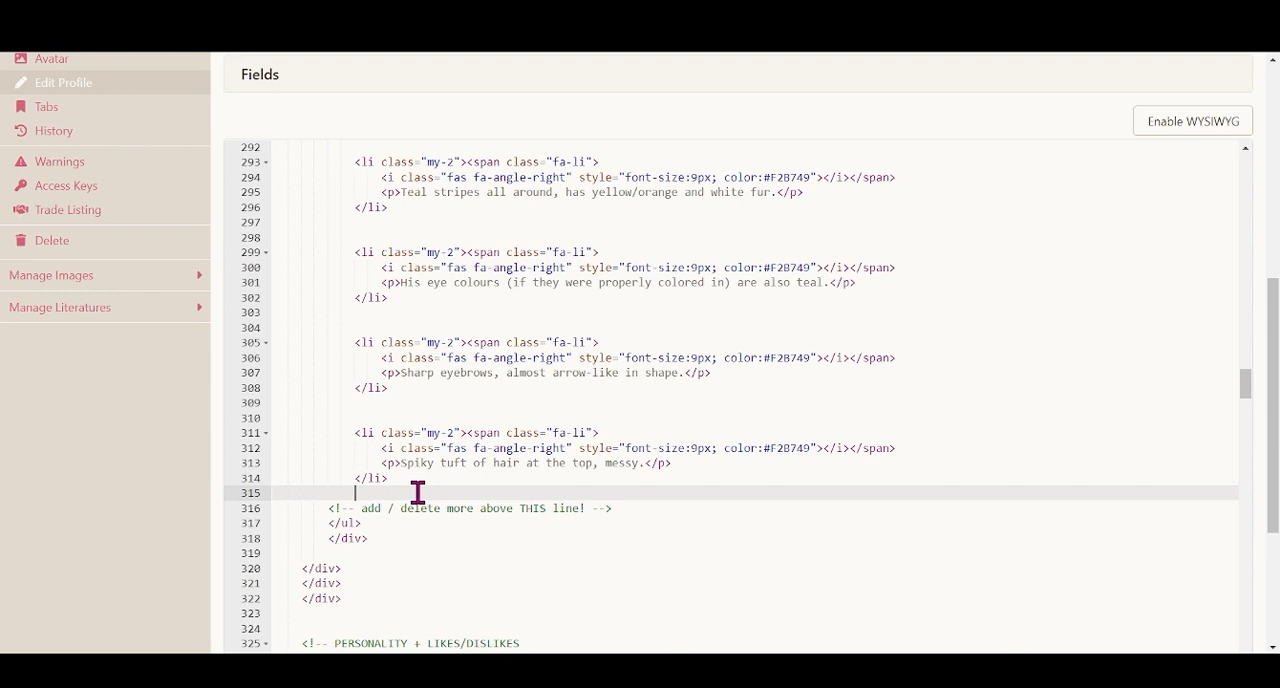 Avatar
Edit Profile
Tabs
History
Warnings
Access Keys
Trade Listing
Delete
Manage Images
Manage Literatures
Fields
Enable WYSIWYG
292
293 <li class="my-2"><span class="fa-li">
294 <i class="fas fa-angle-right" style="font-size:9px; color:#F2B749"></i></span>
295 <p>Teal stripes all around, has yellow/orange and white fur.</p>
296 </li>
297
298
299 <li class="my-2"><span class="fa-li">
300 <i class="fas fa-angle-right" style="font-size:9px; color:#F2B749"></i></span>
301 <p>His eye colours (if they were properly colored in) are also teal.</p>
302 </li>
303
304
305 <li class="my-2"><span class="fa-li">
306 <i class="fas fa-angle-right" style="font-size:9px; color:#F2B749"></i></span>
307 <p>Sharp eyebrows, almost arrow-like in shape.</p>
308 </li>
309
310
311 <li class="my-2"><span class="fa-li">
312 <i class="fas fa-angle-right" style="font-size:9px; color:#F2B749"></i></span>
313 <p>Spiky tuft of hair at the top, messy.</p>
314 </li>
315
316 <!-- add / delete more above THIS line! -->
317 </ul>
318 </div>
319
320 </div>
321 </div>
322 </div>
323
324
325 <!-- PERSONALITY + LIKES/DISLIKES